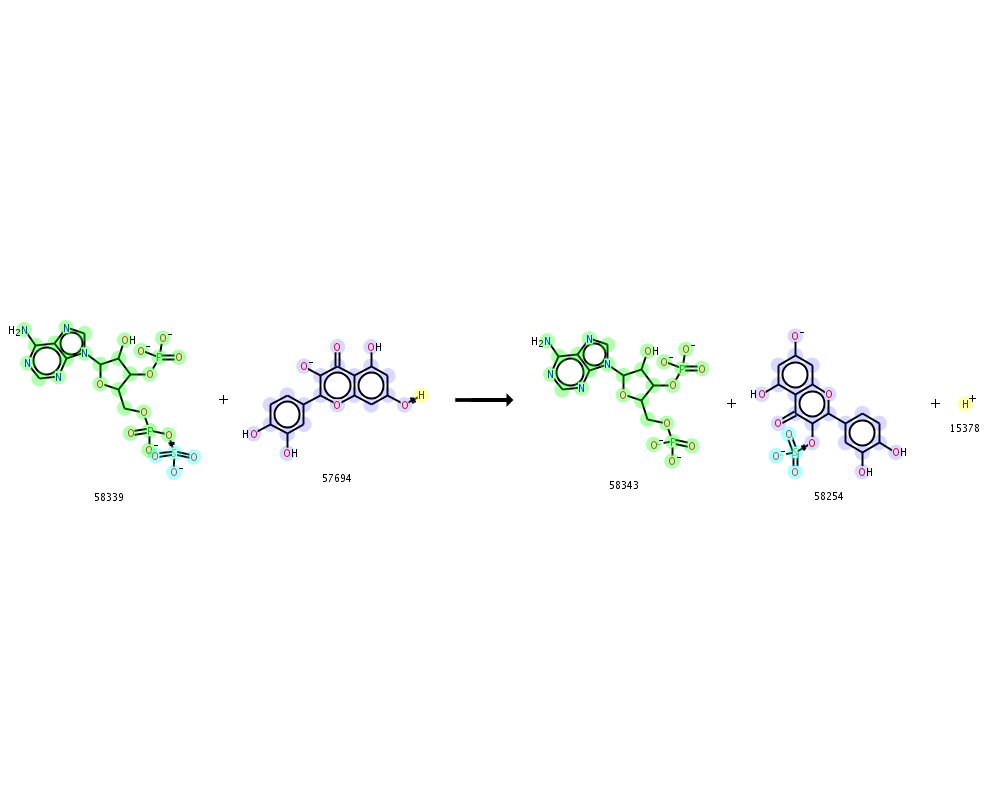 H2N N N N N OH O O P O- O- O O O P O- O O S O O O-
+
O- O OH O O H HO OH
57694
58339
H2N N N N N OH O O P O- O- O O P O- O- O
58343
+
O- HO O O O O- S O O OH OH
58254
+
H+
15378